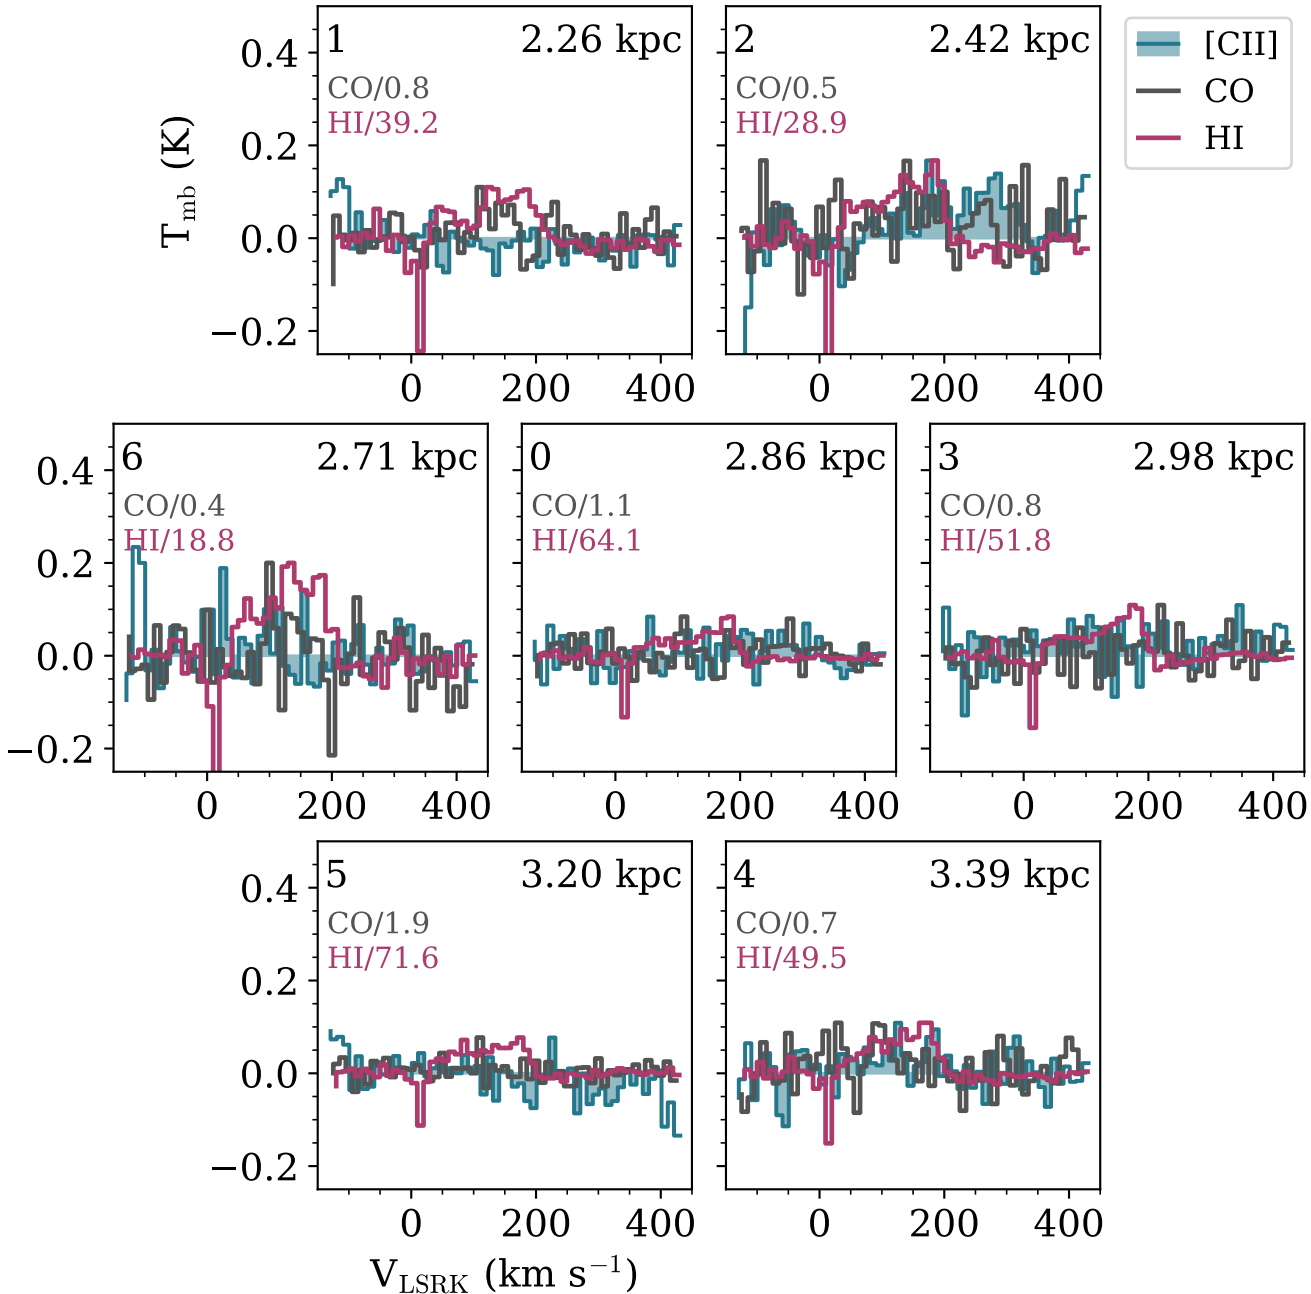 1 2.26 kpc
CO/0.8
HI/39.2
0.4
0.2
0.0
−0.2
0 200 400
T_mb (K)
2 2.42 kpc
CO/0.5
HI/28.9
0 200 400
[CII]
CO
HI
6 2.71 kpc
CO/0.4
HI/18.8
0.4
0.2
0.0
−0.2
0 200 400
0 2.86 kpc
CO/1.1
HI/64.1
0 200 400
3 2.98 kpc
CO/0.8
HI/51.8
0 200 400
5 3.20 kpc
CO/1.9
HI/71.6
0.4
0.2
0.0
−0.2
0 200 400
4 3.39 kpc
CO/0.7
HI/49.5
0 200 400
V_LSRK (km s⁻¹)